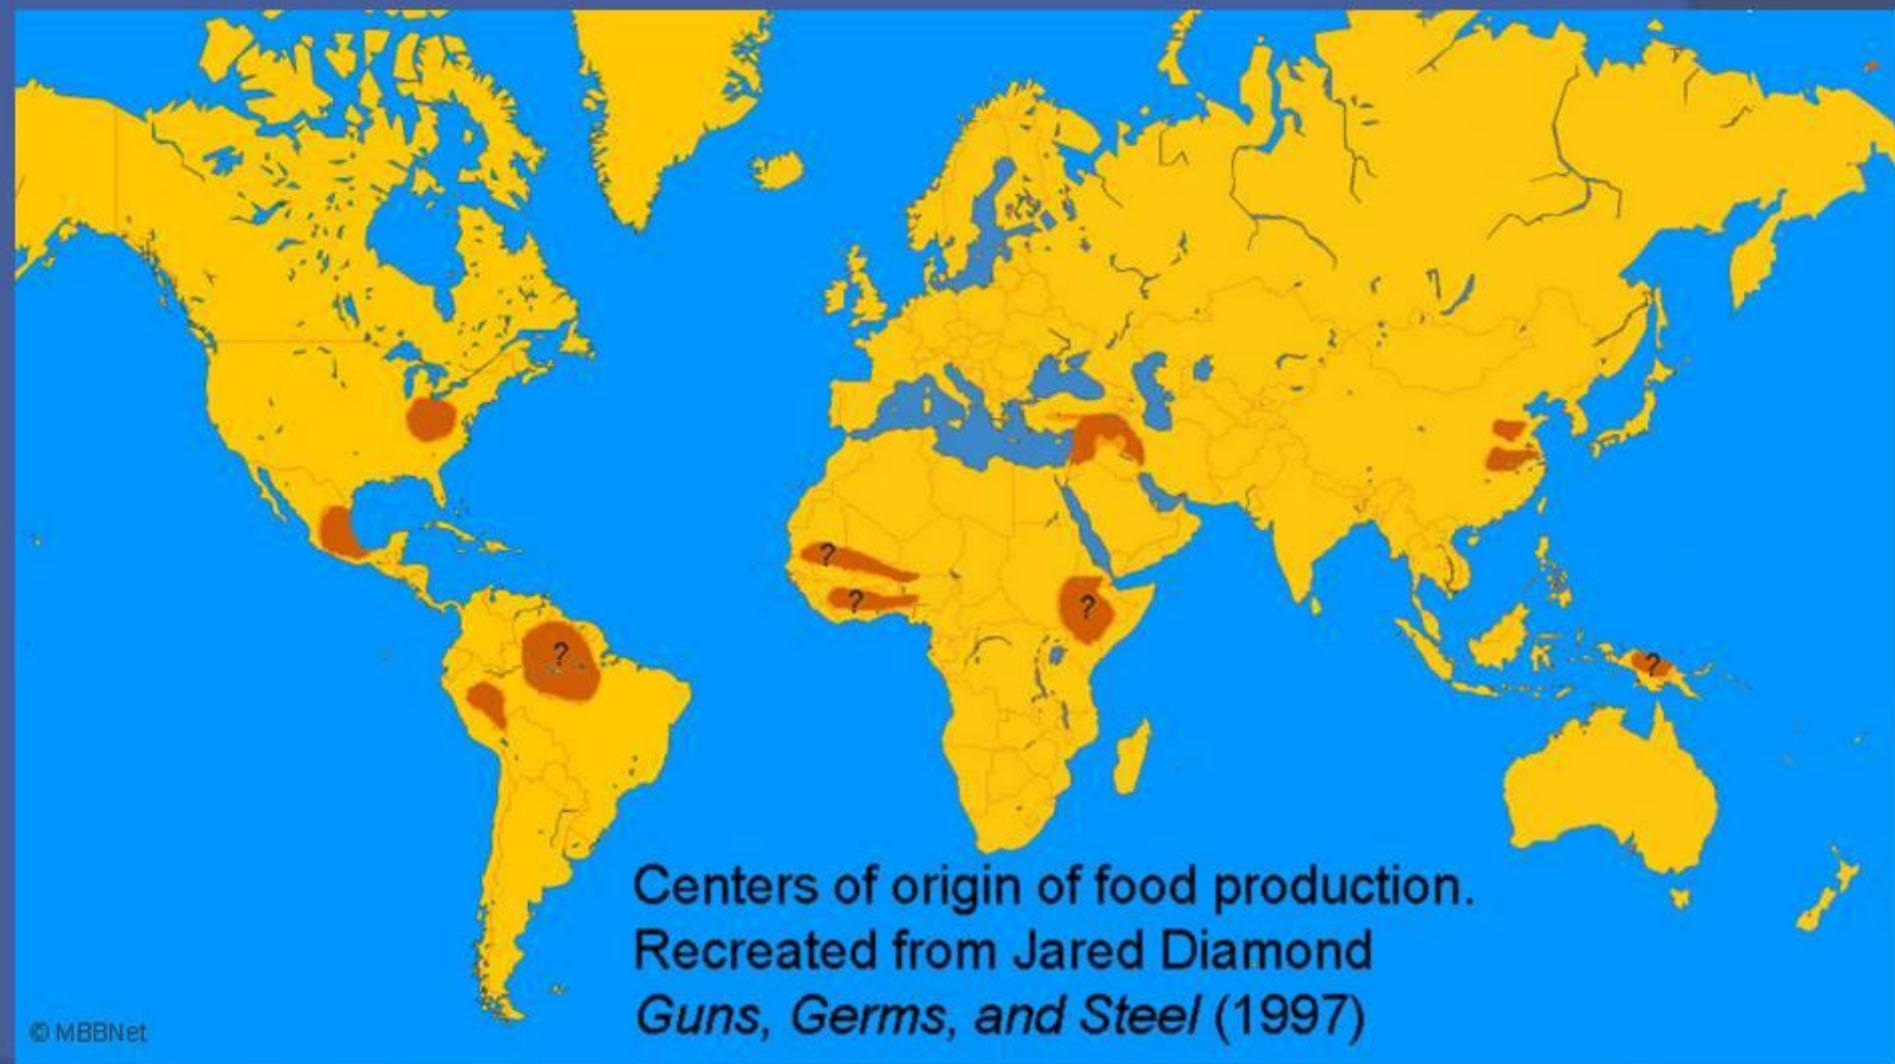 ?
?
?
?
?
Centers of origin of food production.
Recreated from Jared Diamond
Guns, Germs, and Steel (1997)
© MBBNet